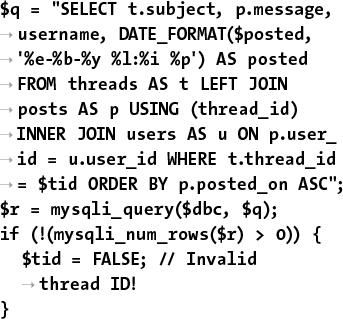 $q = "SELECT t.subject, p.message,
→ username, DATE_FORMAT($posted,
→ '%e-%b-%y %l:%i %p') AS posted
→ FROM threads AS t LEFT JOIN
→ posts AS p USING (thread_id)
→ INNER JOIN users AS u ON p.user_
→ id = u.user_id WHERE t.thread_id
→ = $tid ORDER BY p.posted_on ASC";
$r = mysqli_query($dbc, $q);
if (!(mysqli_num_rows($r) > 0)) {
$tid = FALSE; // Invalid
→ thread ID!
}